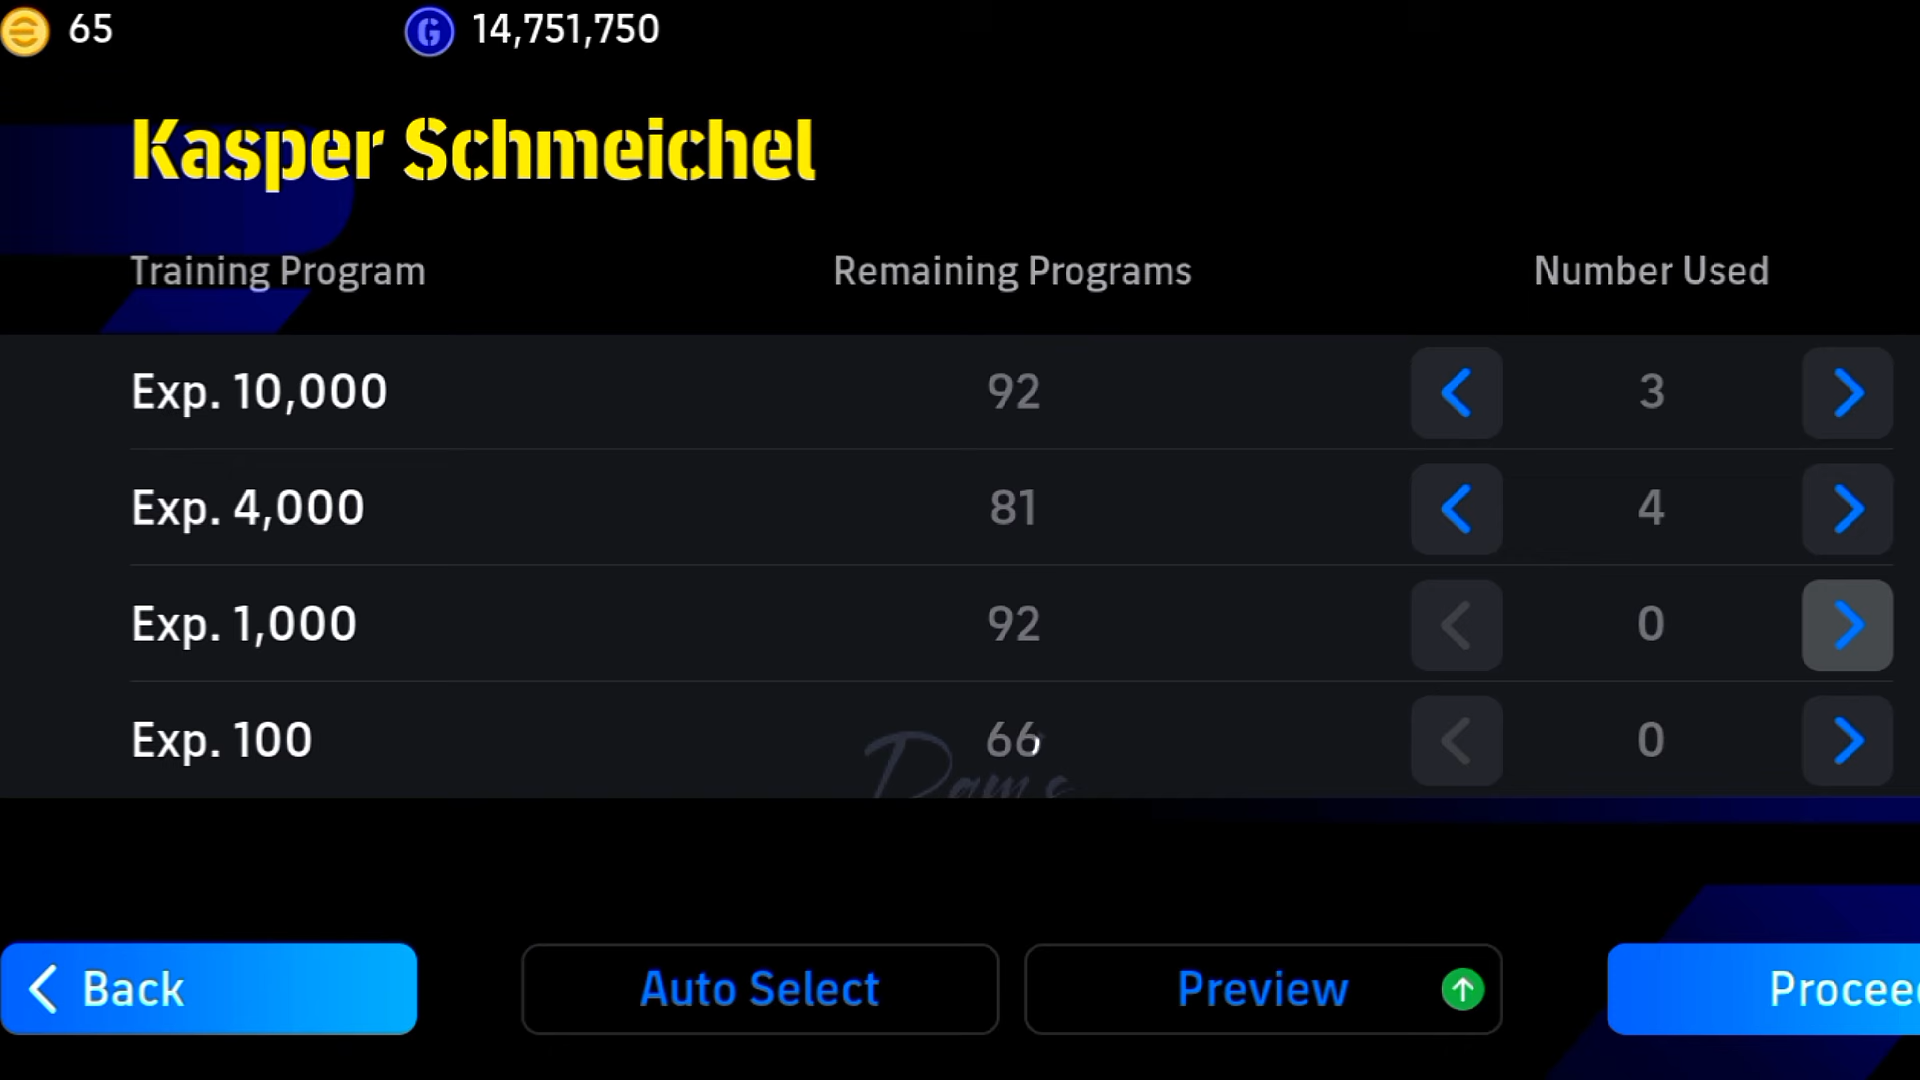 65 14,751,750
Kasper Schmeichel
Training Program Remaining Programs Number Used
Exp. 10,000 92 3
Exp. 4,000 81 4
Exp. 1,000 92 0
Exp. 100 66 0
Back Auto Select Preview Procee